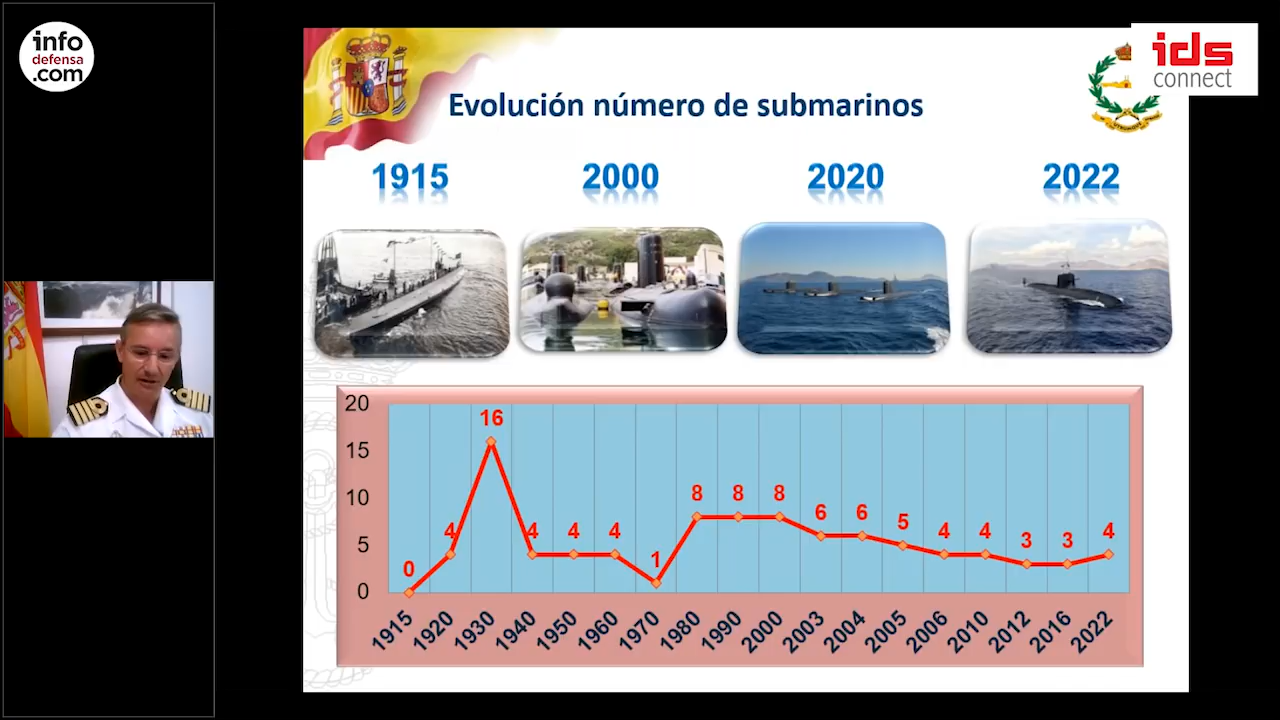 info
defensa
.com
ids
connect
Evolución número de submarinos
1915 2000 2020 2022
20
15
10
5
0
0 4 16 4 4 4 1 8 8 8 6 6 5 4 4 3 3 4
1915 1920 1930 1940 1950 1960 1970 1980 1990 2000 2003 2004 2005 2006 2010 2012 2016 2022